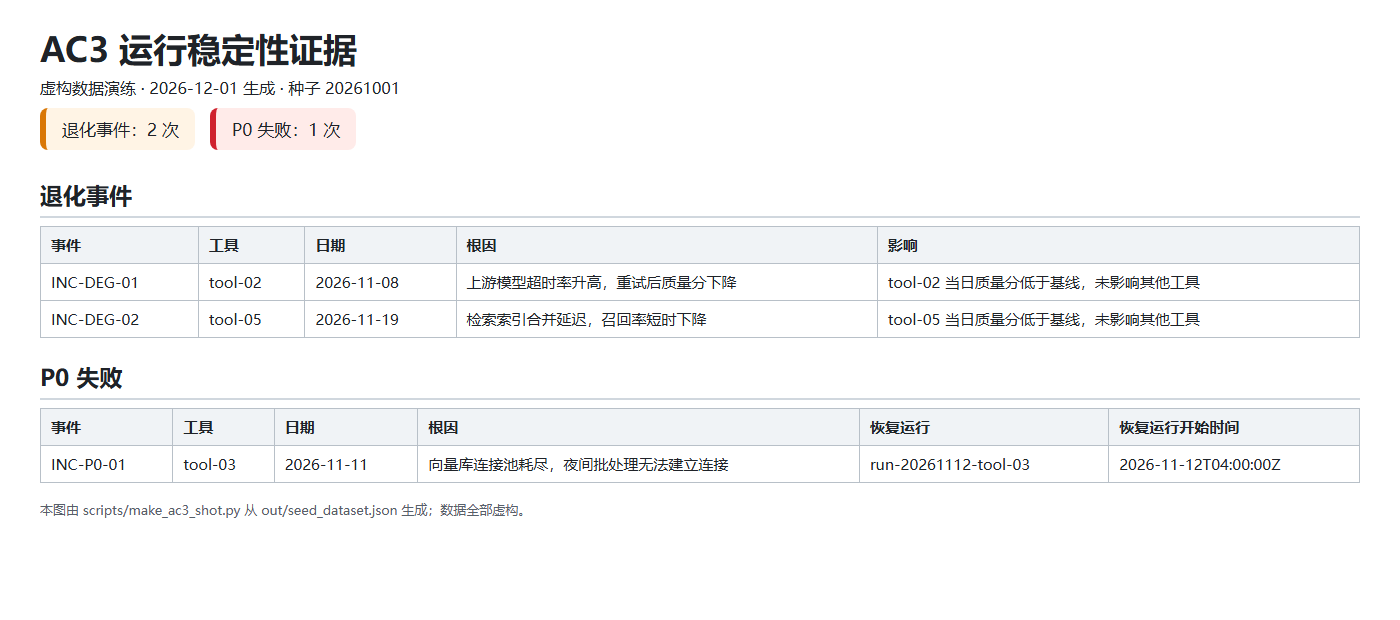 AC3 运行稳定性证据
虚构数据演练 · 2026-12-01 生成 · 种子 20261001
退化事件：2 次 P0 失败：1 次
退化事件
事件 工具 日期 根因 影响
INC-DEG-01 tool-02 2026-11-08 上游模型超时率升高，重试后质量分下降 tool-02 当日质量分低于基线，未影响其他工具
INC-DEG-02 tool-05 2026-11-19 检索索引合并延迟，召回率短时下降 tool-05 当日质量分低于基线，未影响其他工具
P0 失败
事件 工具 日期 根因 恢复运行 恢复运行开始时间
INC-P0-01 tool-03 2026-11-11 向量库连接池耗尽，夜间批处理无法建立连接 run-20261112-tool-03 2026-11-12T04:00:00Z
本图由 scripts/make_ac3_shot.py 从 out/seed_dataset.json 生成；数据全部虚构。